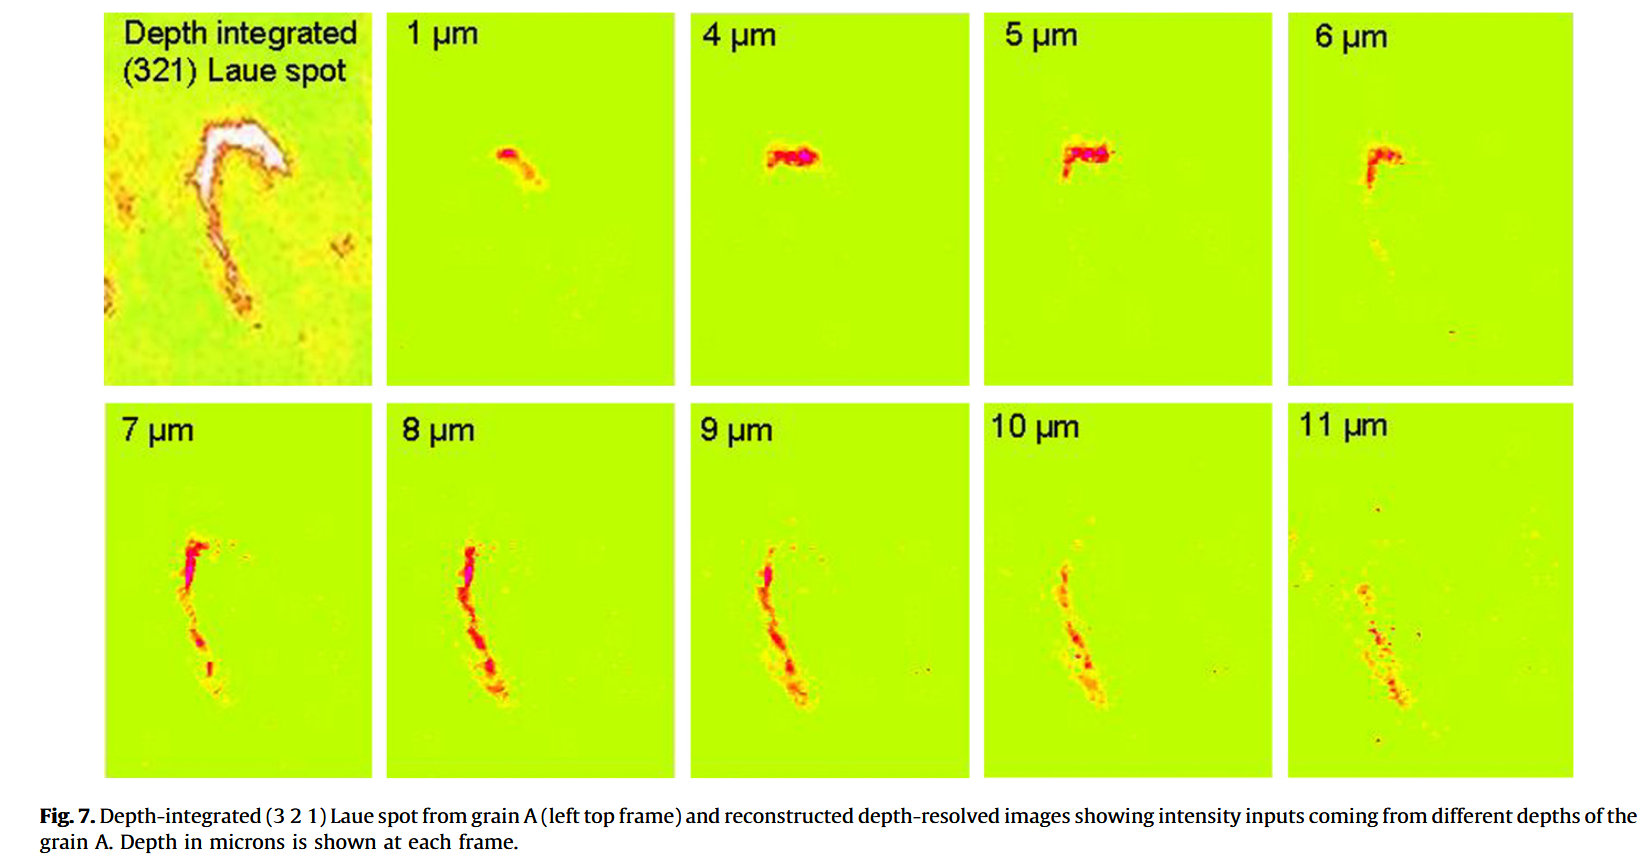 Depth integrated
(321) Laue spot
1 µm
4 µm
5 µm
6 µm
7 µm
8 µm
9 µm
10 µm
11 µm
Fig. 7. Depth-integrated (3 2 1) Laue spot from grain A (left top frame) and reconstructed depth-resolved images showing intensity inputs coming from different depths of the
grain A. Depth in microns is shown at each frame.